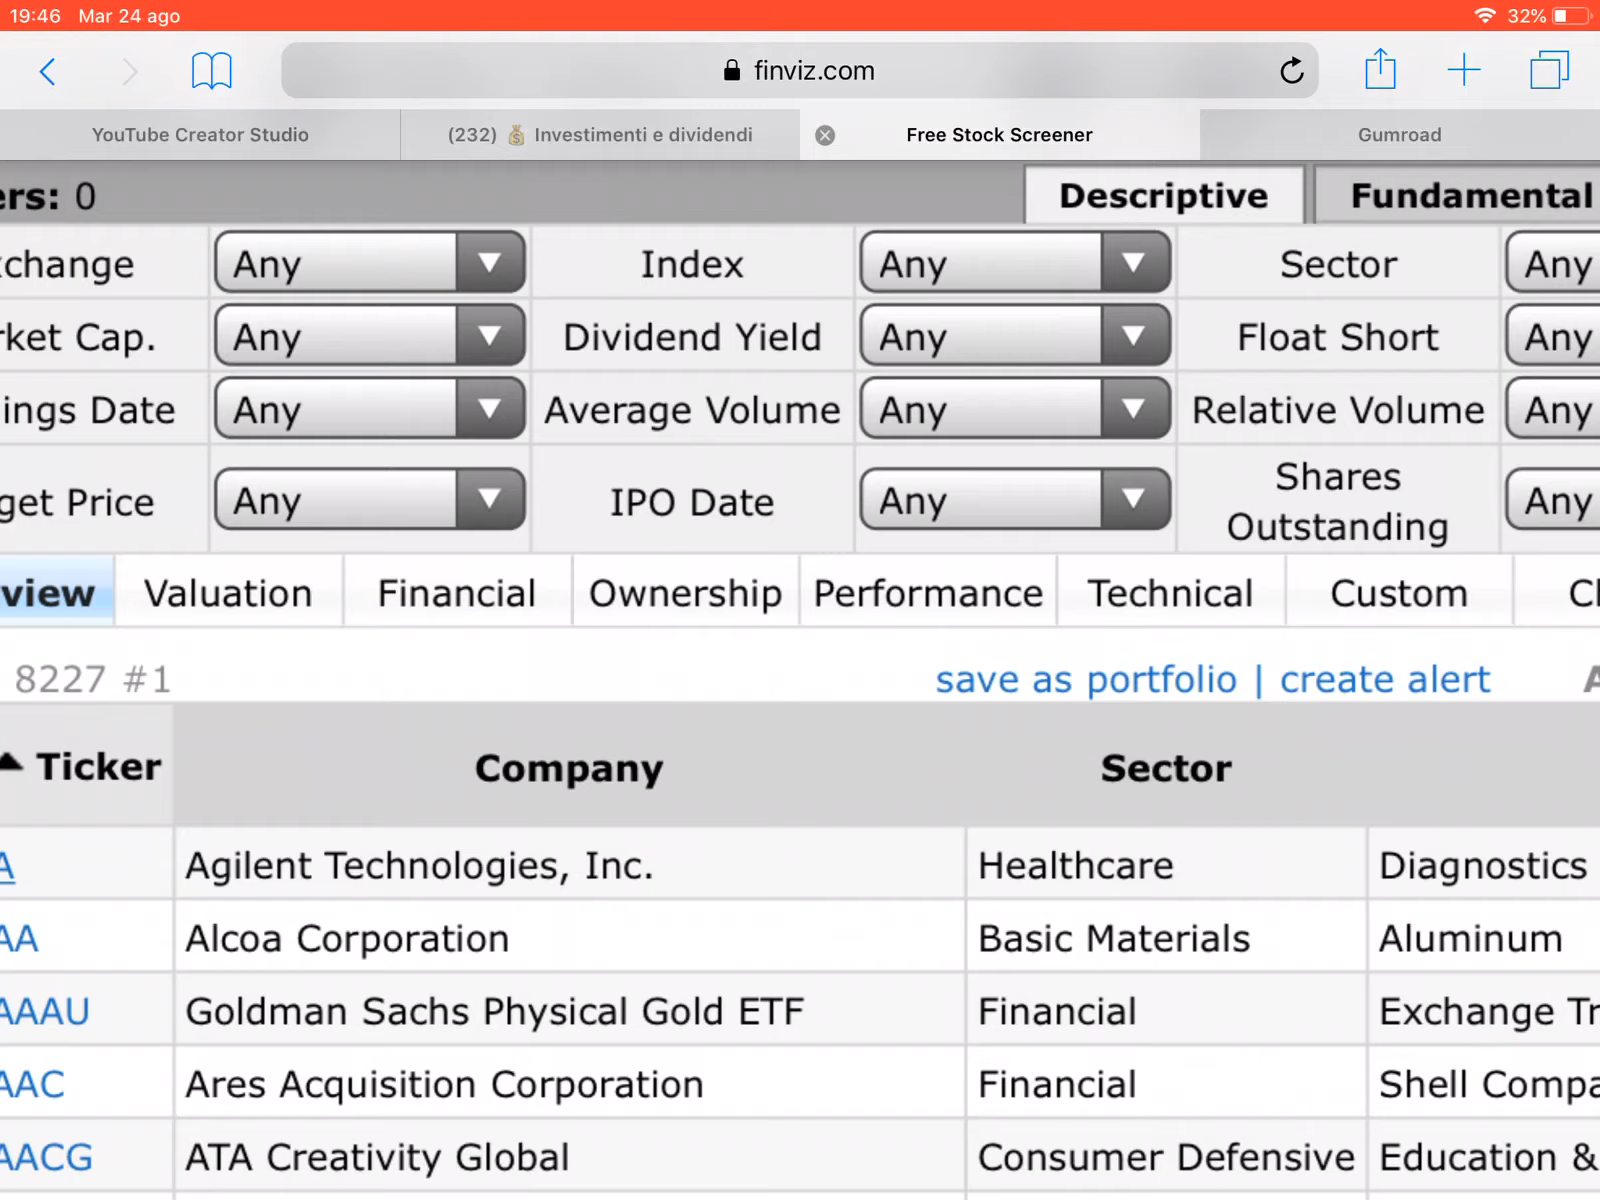 19:46 Mar 24 ago 32%
finviz.com
YouTube Creator Studio (232) 💰 Investimenti e dividendi Free Stock Screener Gumroad
ers: 0 Descriptive Fundamental
change Any Index Any Sector Any
rket Cap. Any Dividend Yield Any Float Short Any
ings Date Any Average Volume Any Relative Volume Any
get Price Any IPO Date Any Shares Outstanding Any
view Valuation Financial Ownership Performance Technical Custom
8227 #1 save as portfolio | create alert
Ticker Company Sector
A Agilent Technologies, Inc. Healthcare Diagnostics
AA Alcoa Corporation Basic Materials Aluminum
AAAU Goldman Sachs Physical Gold ETF Financial Exchange Tr
AAC Ares Acquisition Corporation Financial Shell Compa
AACG ATA Creativity Global Consumer Defensive Education &